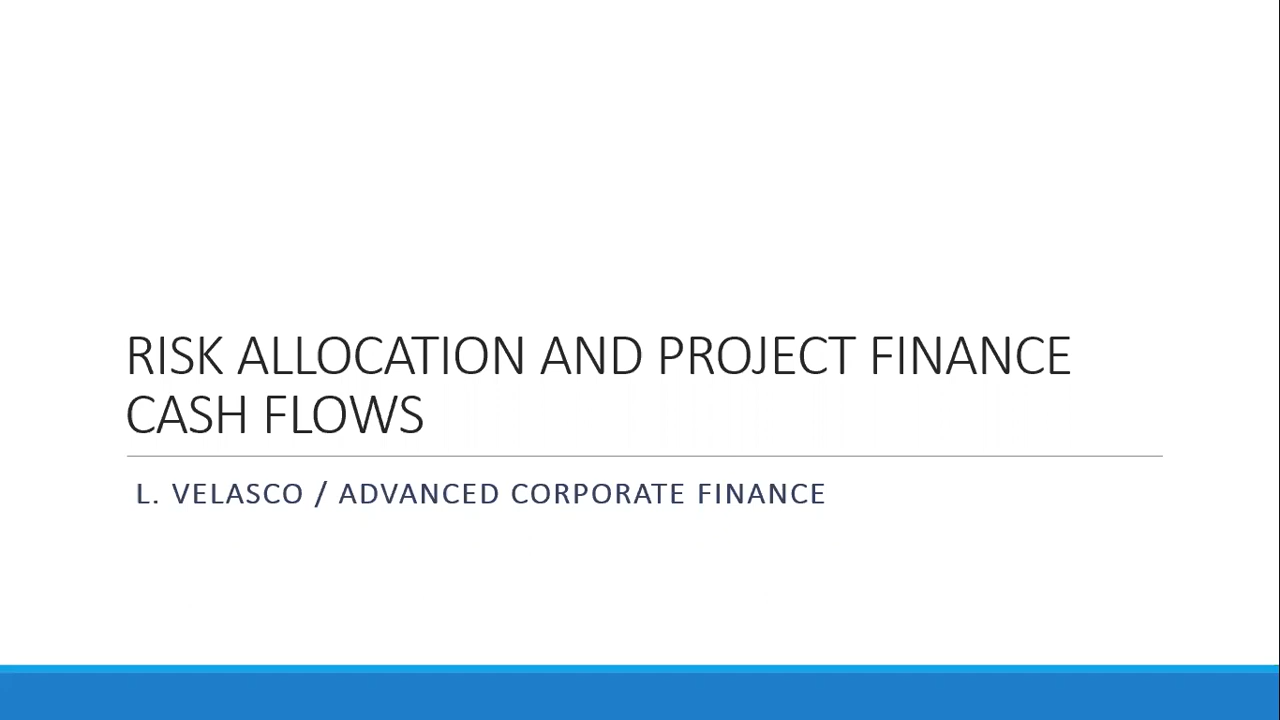 RISK ALLOCATION AND PROJECT FINANCE
CASH FLOWS
L. VELASCO / ADVANCED CORPORATE FINANCE